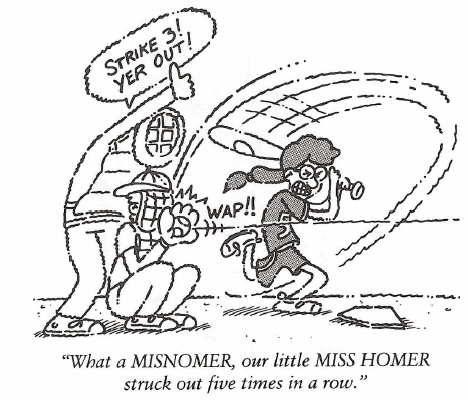 STRIKE 3!
YER OUT!
WAP!!
"What a MISNOMER, our little MISS HOMER
struck out five times in a row."